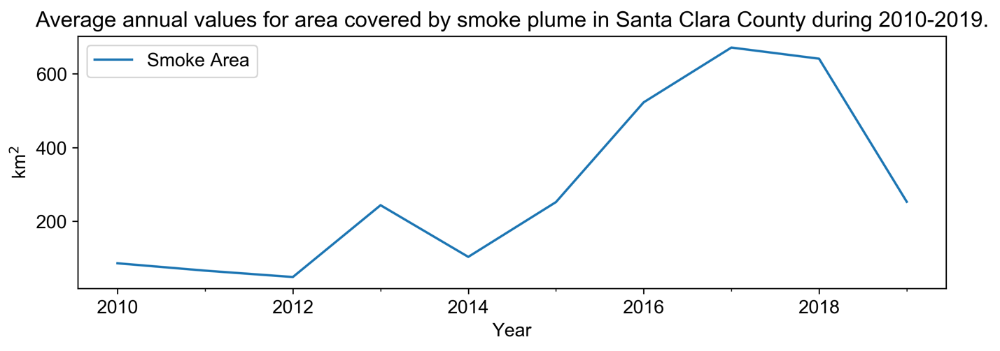 Average annual values for area covered by smoke plume in Santa Clara County during 2010-2019.
Smoke Area
600
400
200
km²
2010 2012 2014 2016 2018
Year